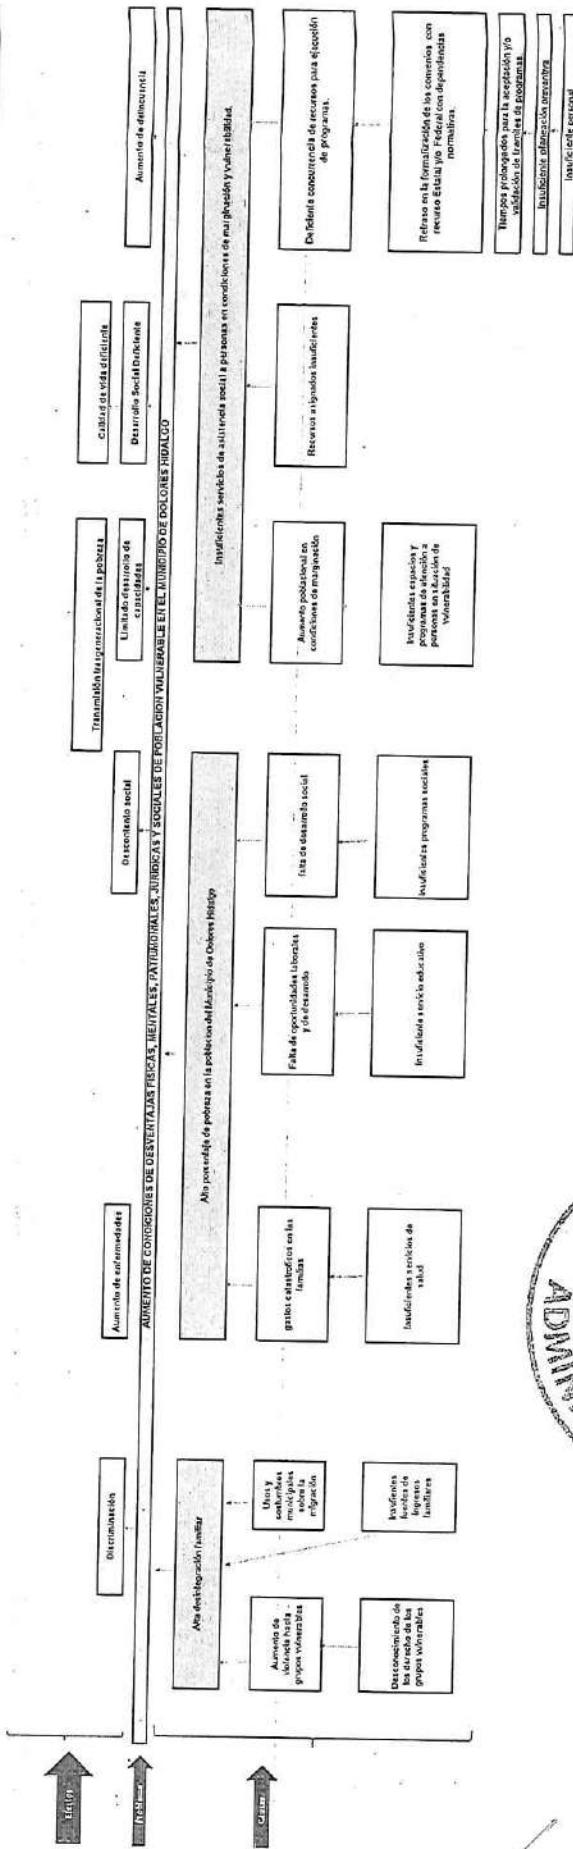 Efectos
Transmisión trasgeneracional de la pobreza
Calidad de vida deficiente
Discriminación
Aumento de enfermedades
Descontento social
Limitado desarrollo de
capacidades
Desarrollo Social Deficiente
Aumento de delincuencia
Problema
AUMENTO DE CONDICIONES DE DESVENTAJAS FISICAS, MENTALES, PATRIMONIALES, JURIDICAS Y SOCIALES DE POBLACION VULNERABLE EN EL MUNICIPIO DE DOLORES HIDALGO
Causas
Alta desintegración familiar
Alto porcentaje de pobreza en la poblacion del Municipio de Dolores Hidalgo
Insuficientes servicios de asistencia social a personas en condiciones de marginación y vulnerabilidad.
Aumento de
violencia hacia
grupos vulnerables
Usos y
costumbres
municipales
sobre la
migración
gastos catastroficos en las
familias
Falta de oportunidades laborales
y de desarrollo
falta de desarrollo social
Aumento poblacional en
condiciones de marginación
Recursos asignados insuficientes
Deficiente concurrencia de recursos para ejecución
de programas.
Desconocimiento de
los derecho de los
grupos vulnerables
Insuficientes
fuentes de
ingresos
familiares
Insuficientes servicios de
salud
Insuficiente servicio educativo
Insuficientes programas sociales
Insuficientes espacios y
programas de atención a
personas en situación de
Vulnerabilidad
Retraso en la formalización de los convenios con
recurso Estatal y/o Federal con dependencias
normativas.
Tiempos prolongados para la aceptación y/o
validación de tramites de programas.
Insuficiente planeación preventiva
Insuficiente personal